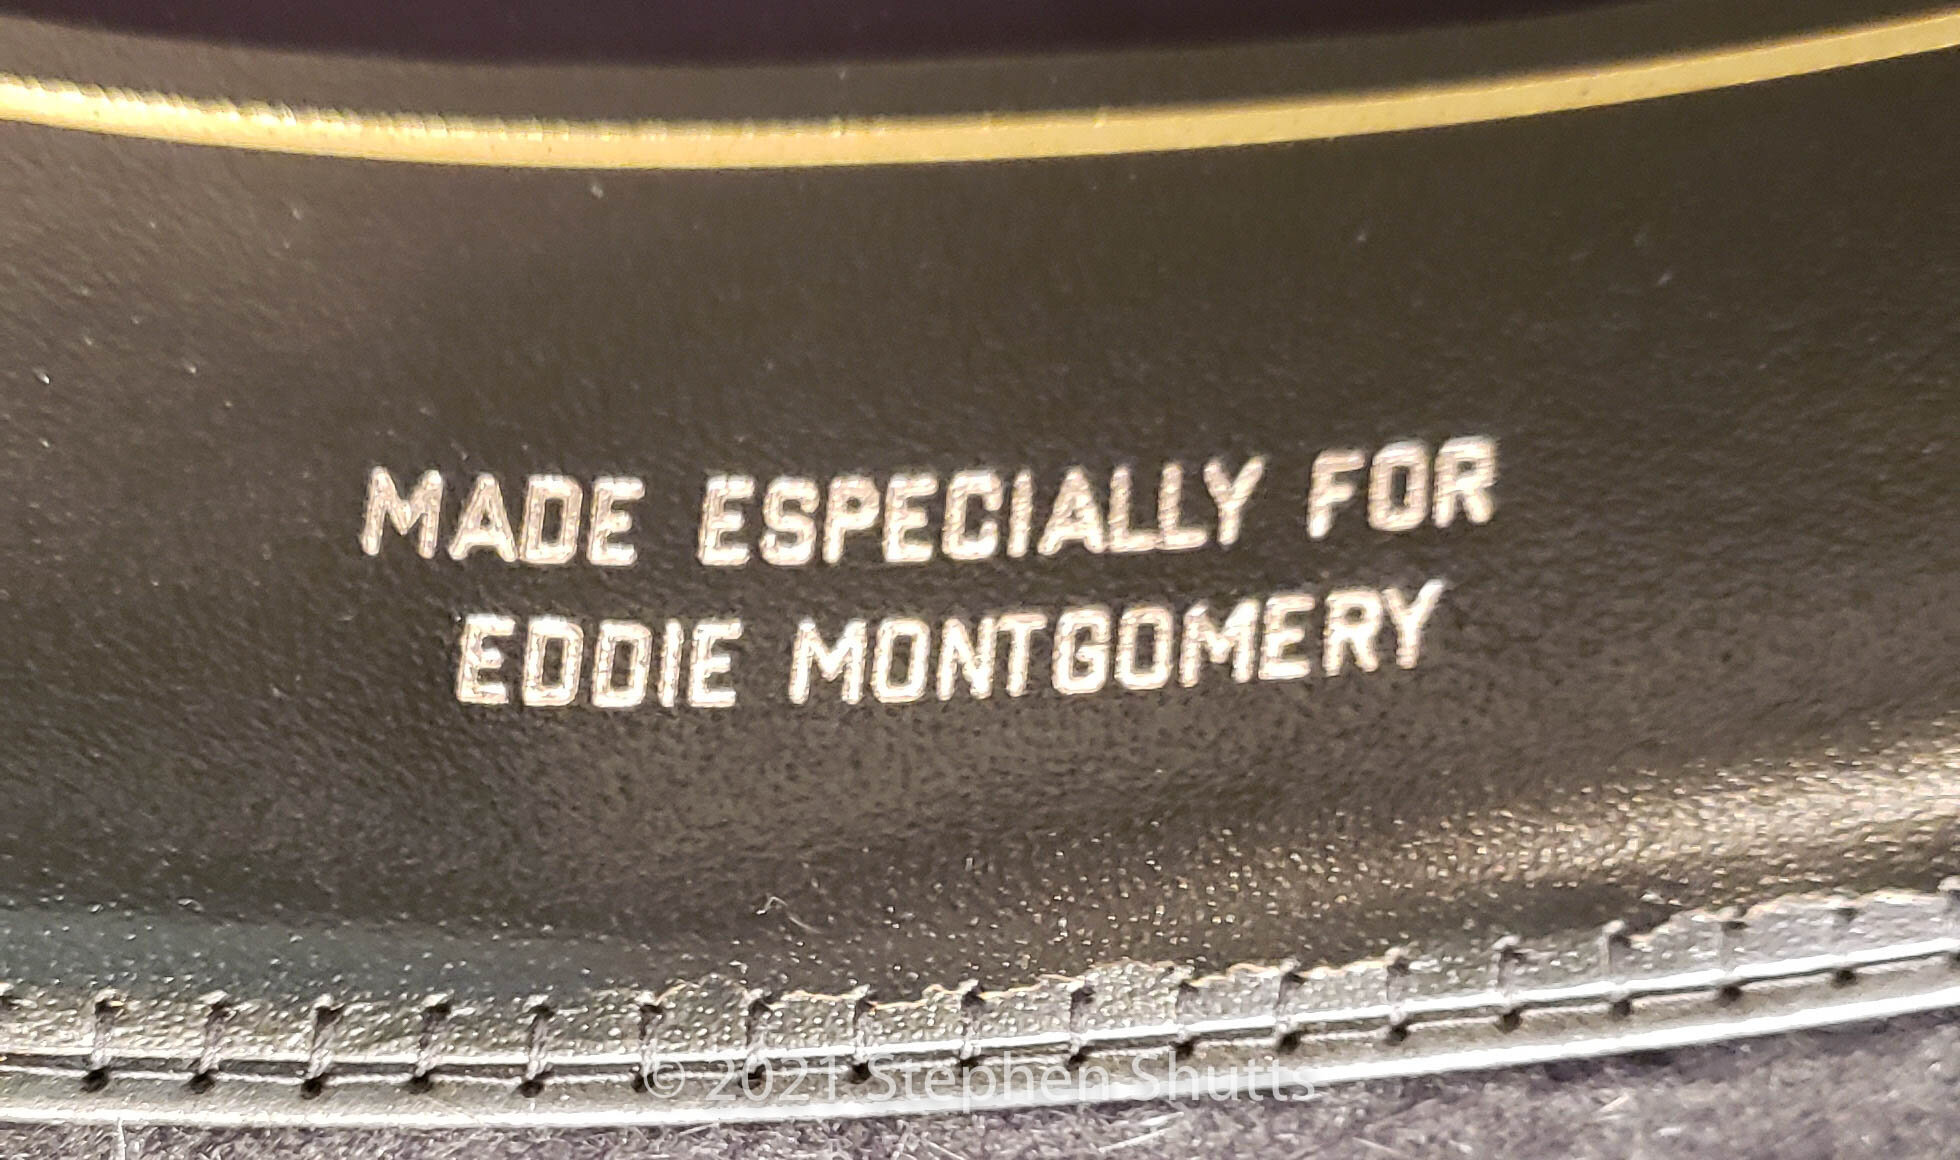 MADE ESPECIALLY FOR
EDDIE MONTGOMERY
© 2021 Stephen Shutts